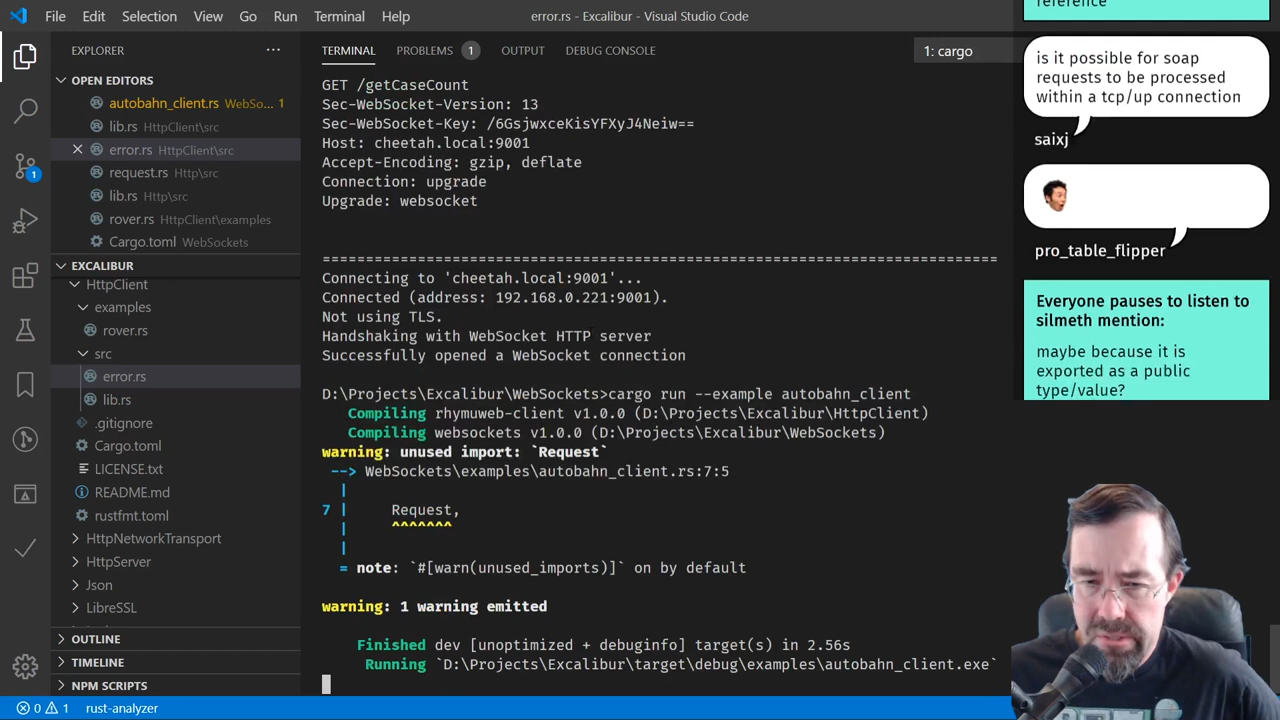 File Edit Selection View Go Run Terminal Help
error.rs - Excalibur - Visual Studio Code
EXPLORER
OPEN EDITORS
autobahn_client.rs WebSo... 1
lib.rs HttpClient\src
error.rs HttpClient\src
request.rs Http\src
lib.rs Http\src
rover.rs HttpClient\examples
Cargo.toml WebSockets
EXCALIBUR
HttpClient
examples
rover.rs
src
error.rs
lib.rs
.gitignore
Cargo.toml
LICENSE.txt
README.md
rustfmt.toml
HttpNetworkTransport
HttpServer
Json
LibreSSL
OUTLINE
TIMELINE
NPM SCRIPTS
1
TERMINAL PROBLEMS 1 OUTPUT DEBUG CONSOLE
1: cargo
GET /getCaseCount
Sec-WebSocket-Version: 13
Sec-WebSocket-Key: /6GsjwxceKisYFXyJ4Neiw==
Host: cheetah.local:9001
Accept-Encoding: gzip, deflate
Connection: upgrade
Upgrade: websocket
==============================================================================
Connecting to 'cheetah.local:9001'...
Connected (address: 192.168.0.221:9001).
Not using TLS.
Handshaking with WebSocket HTTP server
Successfully opened a WebSocket connection
D:\Projects\Excalibur\WebSockets>cargo run --example autobahn_client
Compiling rhymuweb-client v1.0.0 (D:\Projects\Excalibur\HttpClient)
Compiling websockets v1.0.0 (D:\Projects\Excalibur\WebSockets)
warning: unused import: `Request`
--> WebSockets\examples\autobahn_client.rs:7:5
|
7 | Request,
| ^^^^^^^
|
= note: `#[warn(unused_imports)]` on by default
warning: 1 warning emitted
Finished dev [unoptimized + debuginfo] target(s) in 2.56s
Running `D:\Projects\Excalibur\target\debug\examples\autobahn_client.exe`
reference
is it possible for soap
requests to be processed
within a tcp/up connection
saixj
pro_table_flipper
Everyone pauses to listen to
silmeth mention:
maybe because it is
exported as a public
type/value?
0 1 rust-analyzer